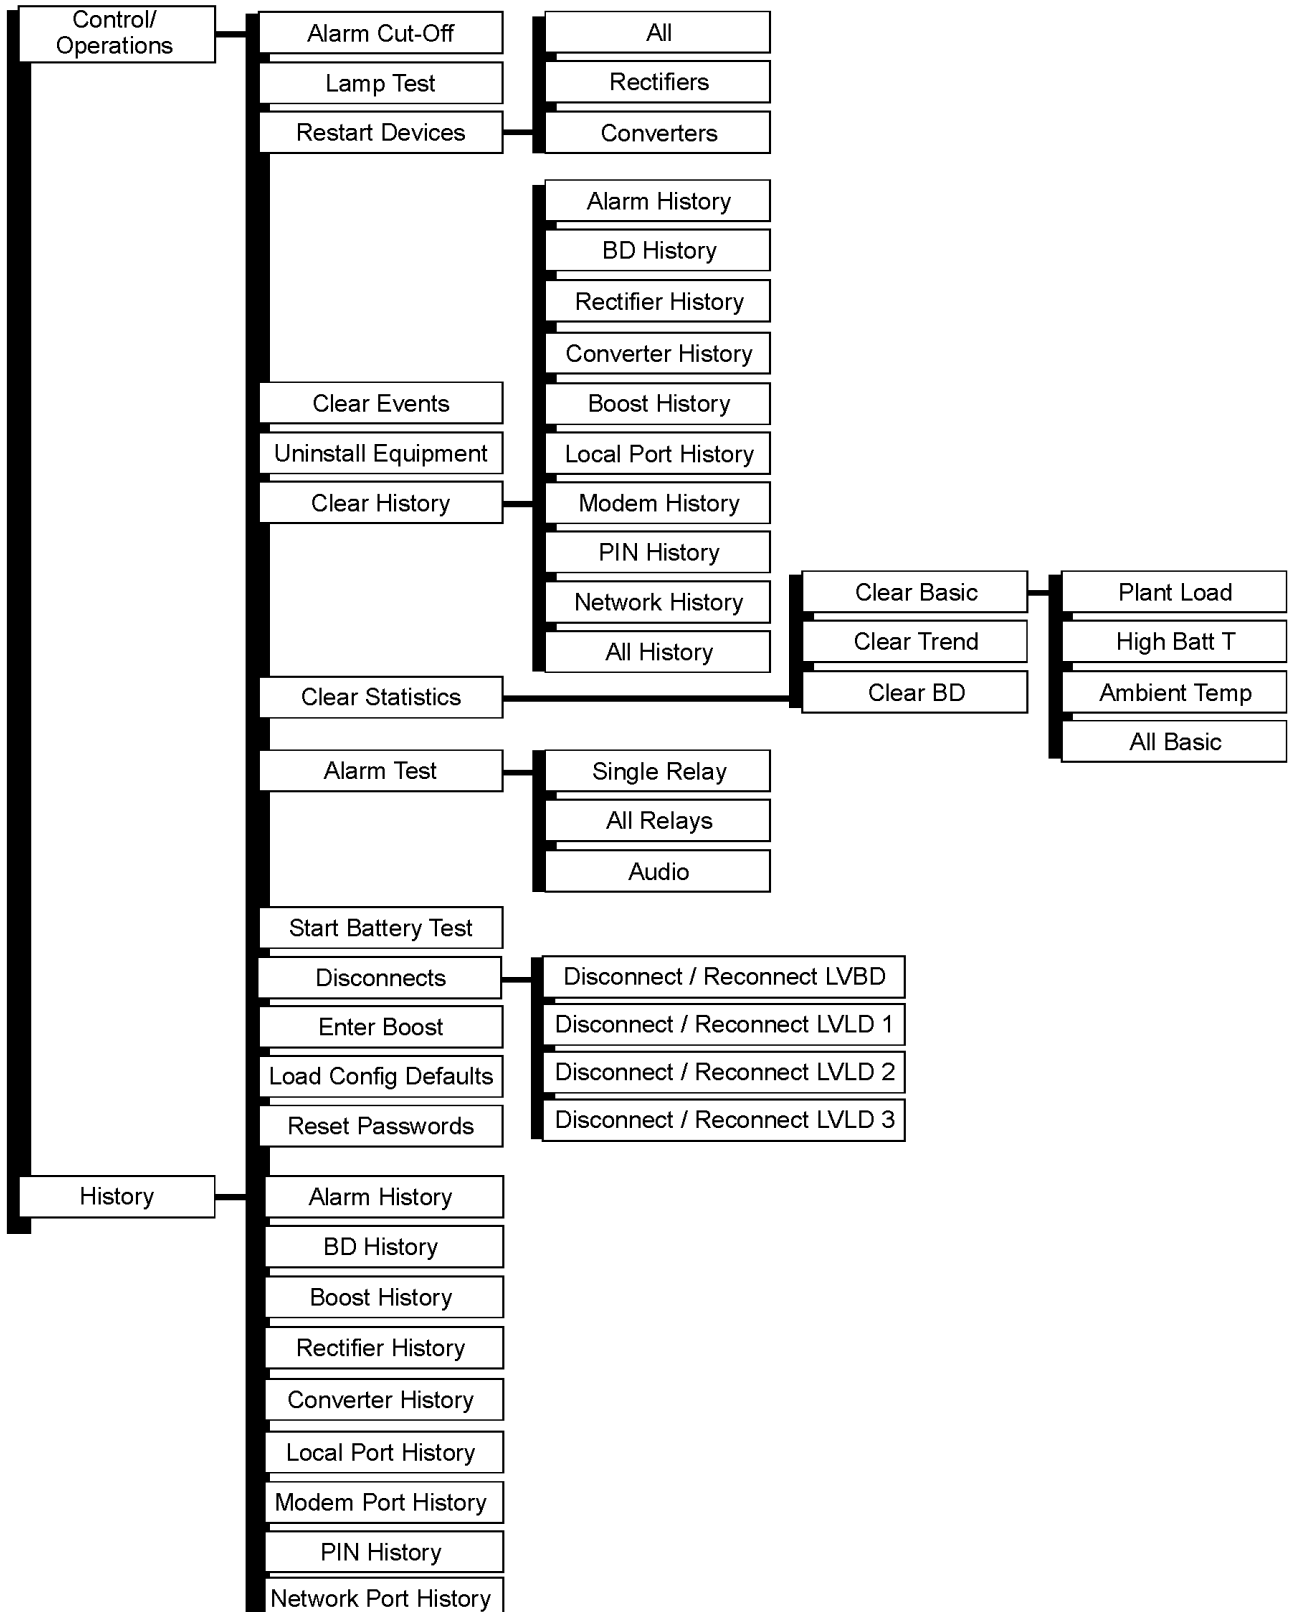 Control/
Operations
Alarm Cut-Off
Lamp Test
Restart Devices
All
Rectifiers
Converters
Clear Events
Uninstall Equipment
Clear History
Alarm History
BD History
Rectifier History
Converter History
Boost History
Local Port History
Modem History
PIN History
Network History
All History
Clear Statistics
Clear Basic
Clear Trend
Clear BD
Plant Load
High Batt T
Ambient Temp
All Basic
Alarm Test
Single Relay
All Relays
Audio
Start Battery Test
Disconnects
Disconnect / Reconnect LVBD
Disconnect / Reconnect LVLD 1
Disconnect / Reconnect LVLD 2
Disconnect / Reconnect LVLD 3
Enter Boost
Load Config Defaults
Reset Passwords
History
Alarm History
BD History
Boost History
Rectifier History
Converter History
Local Port History
Modem Port History
PIN History
Network Port History